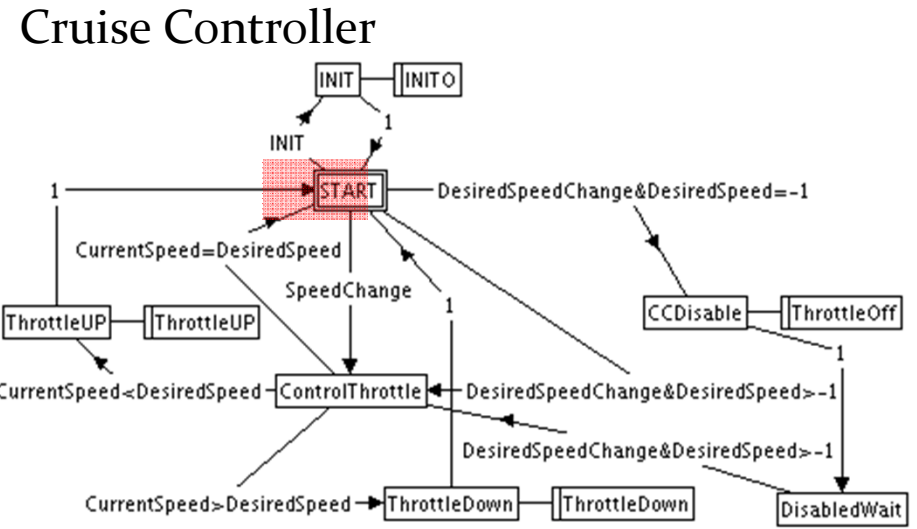 Cruise Controller
INIT
INITO
INIT
1
1
START
DesiredSpeedChange&DesiredSpeed=-1
CurrentSpeed=DesiredSpeed
SpeedChange
1
ThrottleUP
ThrottleUP
CCDisable
ThrottleOff
1
CurrentSpeed<DesiredSpeed
ControlThrottle
DesiredSpeedChange&DesiredSpeed>-1
DesiredSpeedChange&DesiredSpeed>-1
CurrentSpeed>DesiredSpeed
ThrottleDown
ThrottleDown
DisabledWait